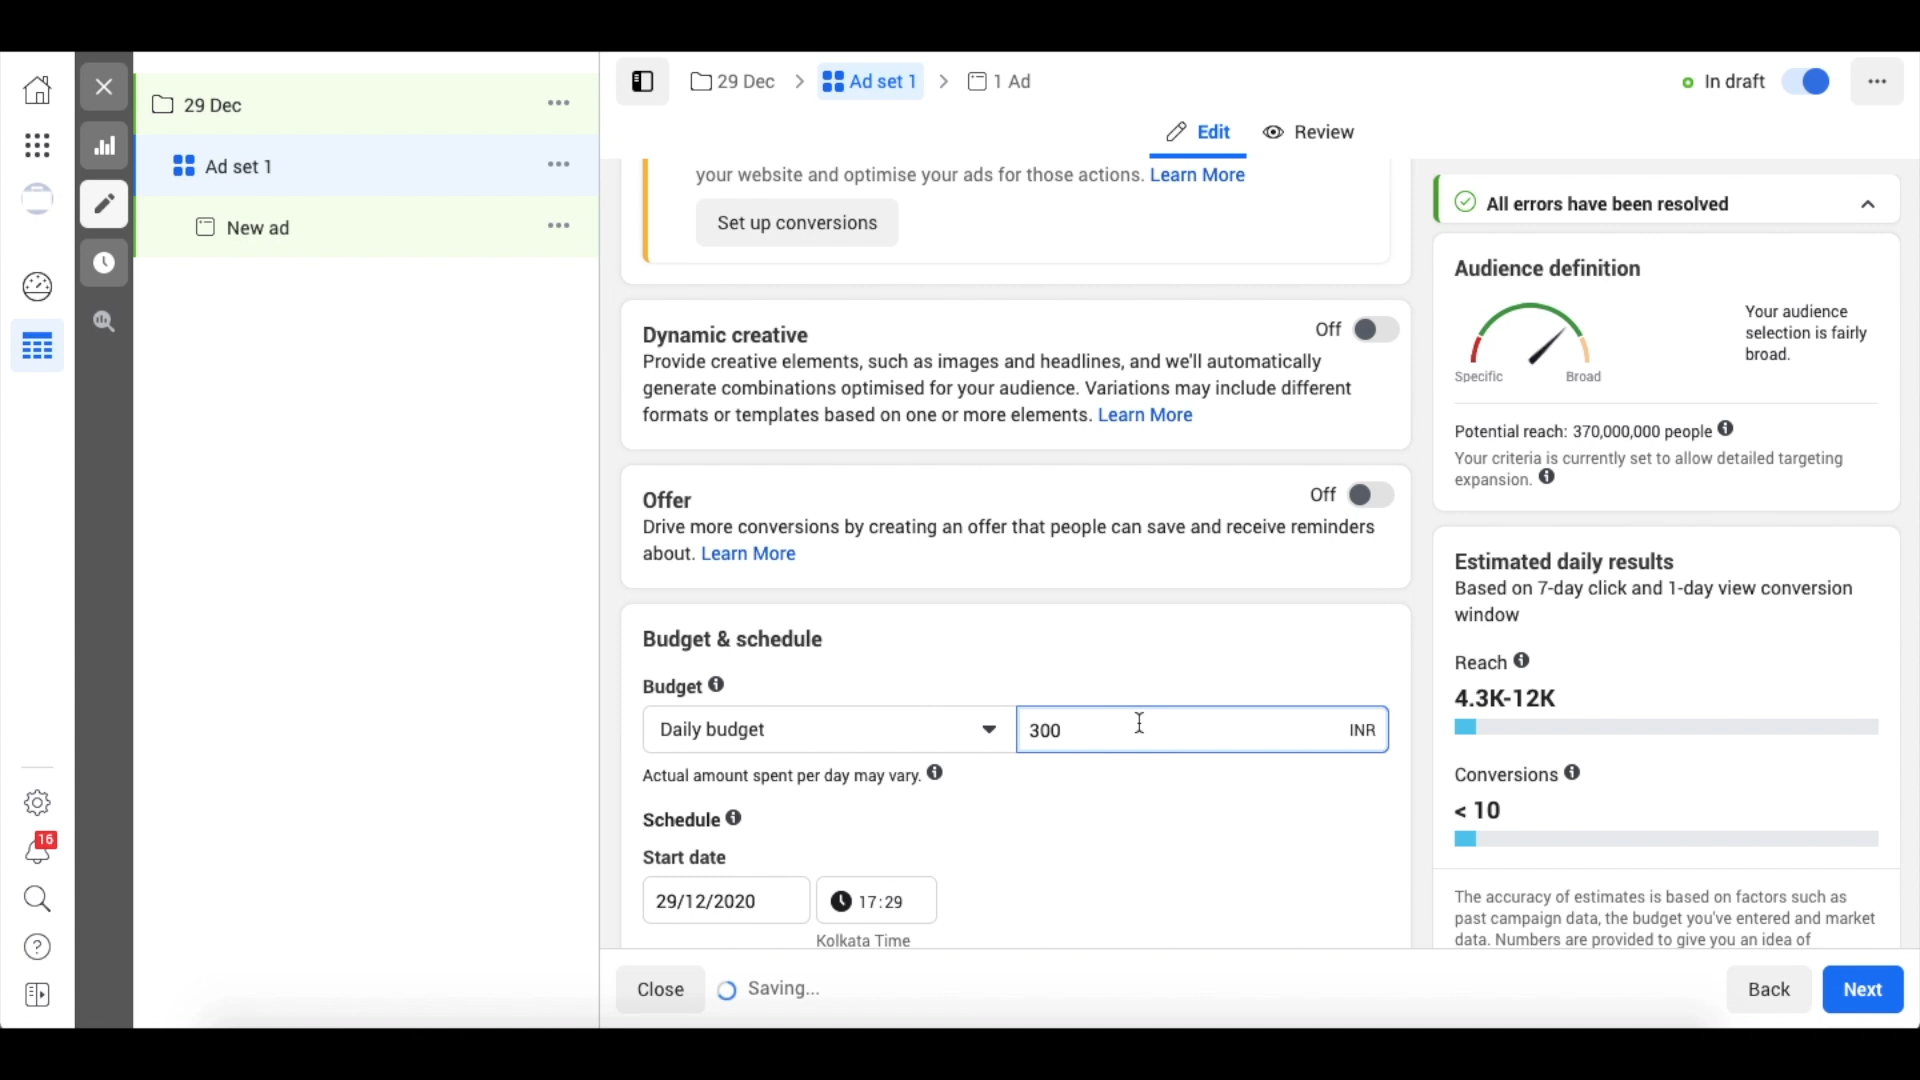 29 Dec
Ad set 1
New ad
16
29 Dec > Ad set 1 > 1 Ad
In draft
Edit
Review
your website and optimise your ads for those actions. Learn More
Set up conversions
Dynamic creative
Off
Provide creative elements, such as images and headlines, and we'll automatically
generate combinations optimised for your audience. Variations may include different
formats or templates based on one or more elements. Learn More
Offer
Off
Drive more conversions by creating an offer that people can save and receive reminders
about. Learn More
Budget & schedule
Budget
Daily budget
300 INR
Actual amount spent per day may vary.
Schedule
Start date
29/12/2020
17:29
Kolkata Time
Close
Saving...
Back
Next
All errors have been resolved
Audience definition
Specific
Broad
Your audience
selection is fairly
broad.
Potential reach: 370,000,000 people
Your criteria is currently set to allow detailed targeting
expansion.
Estimated daily results
Based on 7-day click and 1-day view conversion
window
Reach
4.3K-12K
Conversions
< 10
The accuracy of estimates is based on factors such as
past campaign data, the budget you've entered and market
data. Numbers are provided to give you an idea of